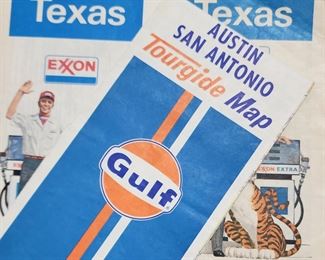 Texas
Texas
EXXON
AUSTIN
SAN ANTONIO
Tourgide Map
Gulf
EXXON EXTRA